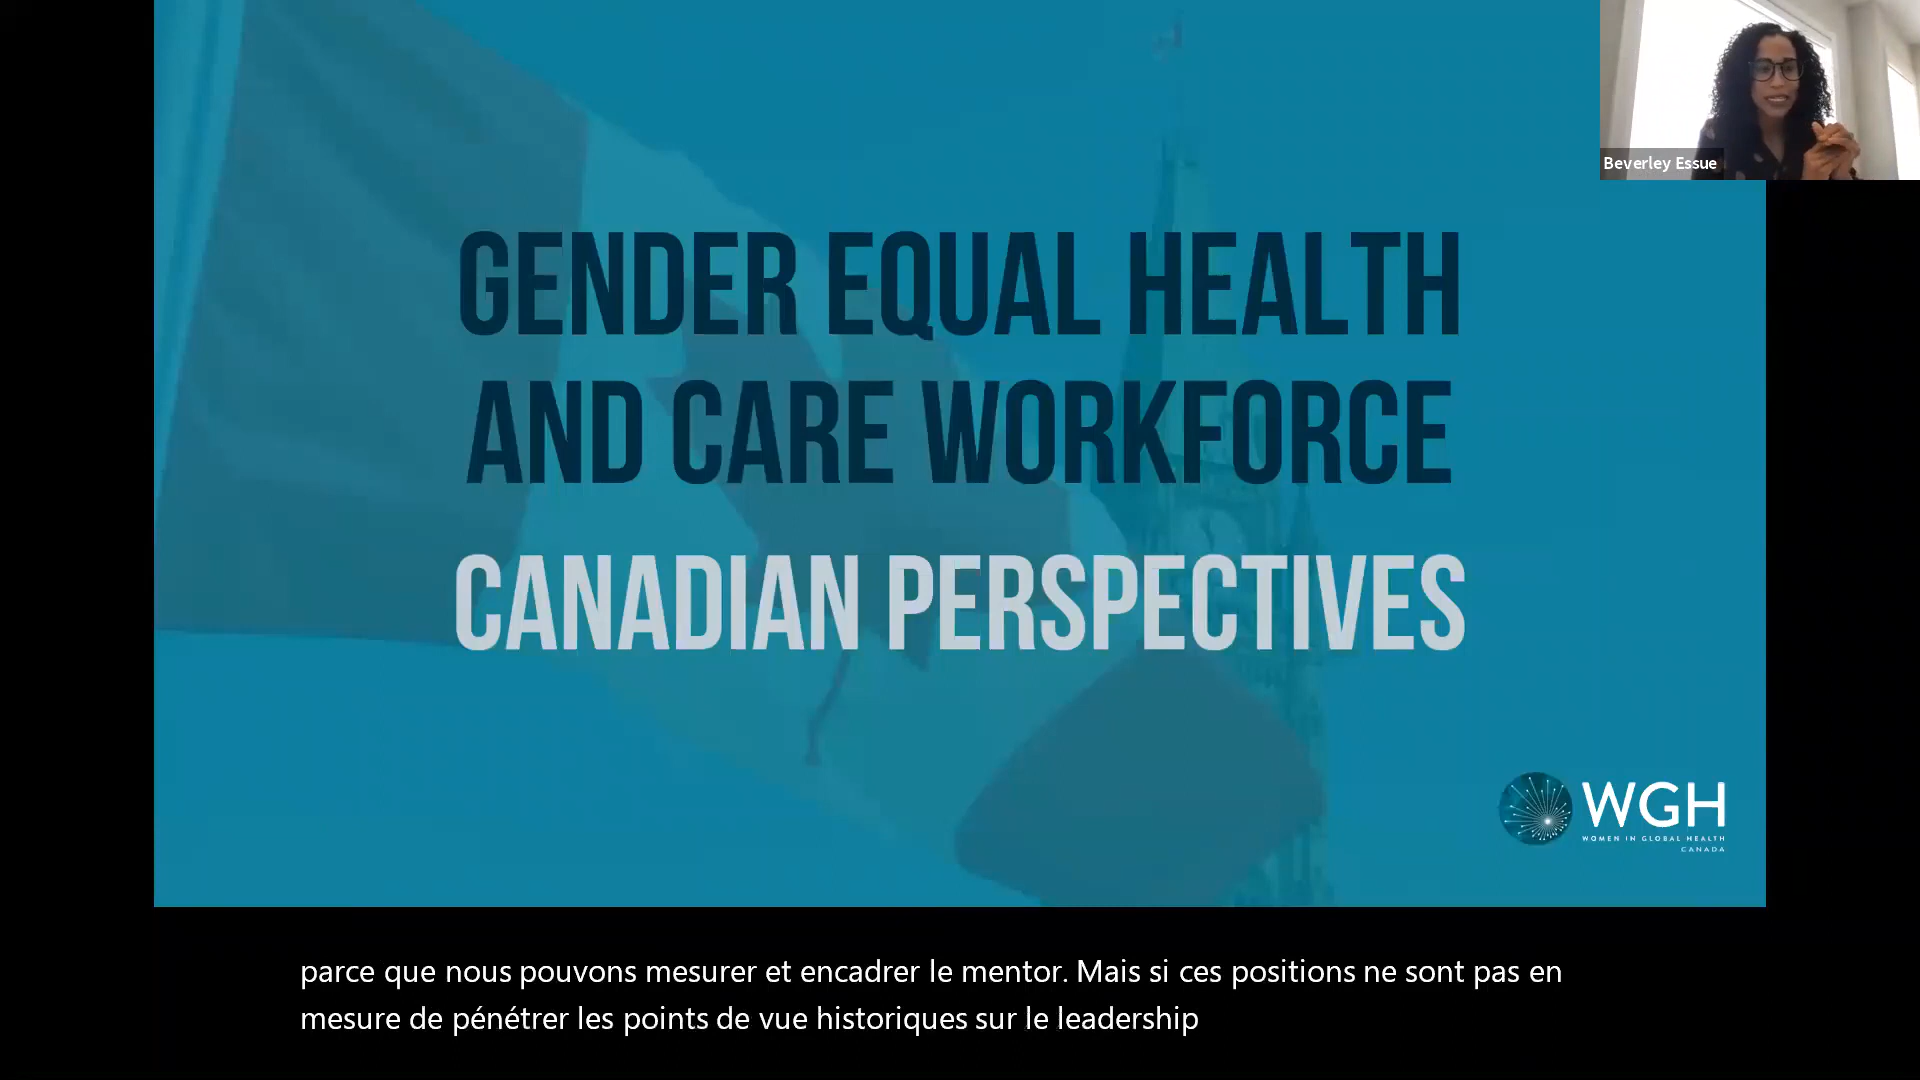 Beverley Essue
GENDER EQUAL HEALTH
AND CARE WORKFORCE
CANADIAN PERSPECTIVES
WGH
WOMEN IN GLOBAL HEALTH
CANADA
parce que nous pouvons mesurer et encadrer le mentor. Mais si ces positions ne sont pas en
mesure de pénétrer les points de vue historiques sur le leadership